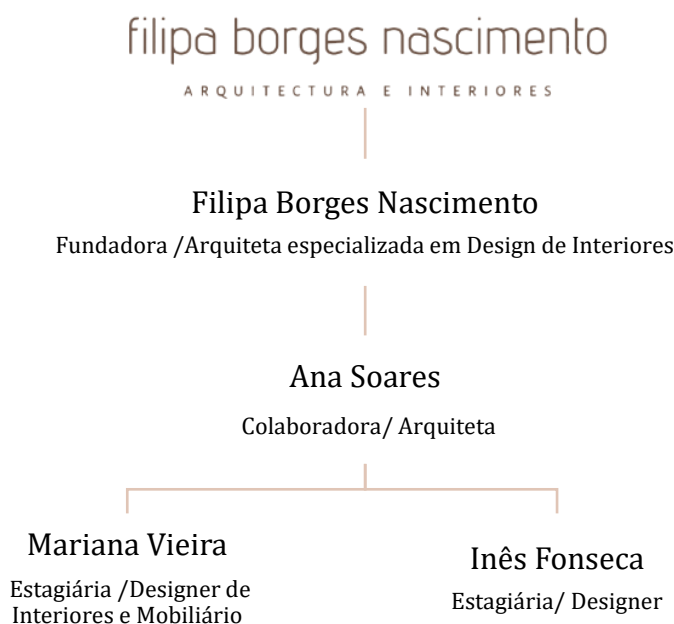 filipa borges nascimento
ARQUITECTURA E INTERIORES
Filipa Borges Nascimento
Fundadora /Arquiteta especializada em Design de Interiores
Ana Soares
Colaboradora/ Arquiteta
Mariana Vieira
Estagiária /Designer de
Interiores e Mobiliário
Inês Fonseca
Estagiária/ Designer